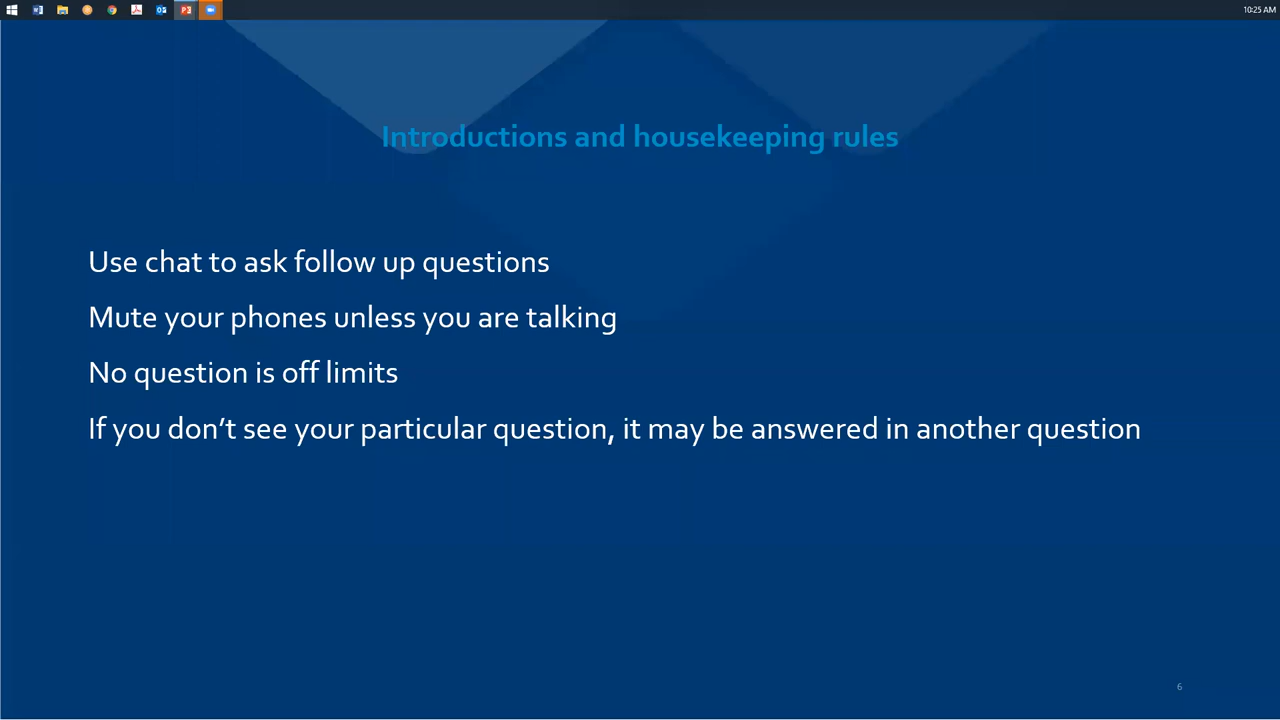 10:25 AM
Introductions and housekeeping rules
Use chat to ask follow up questions
Mute your phones unless you are talking
No question is off limits
If you don’t see your particular question, it may be answered in another question
6